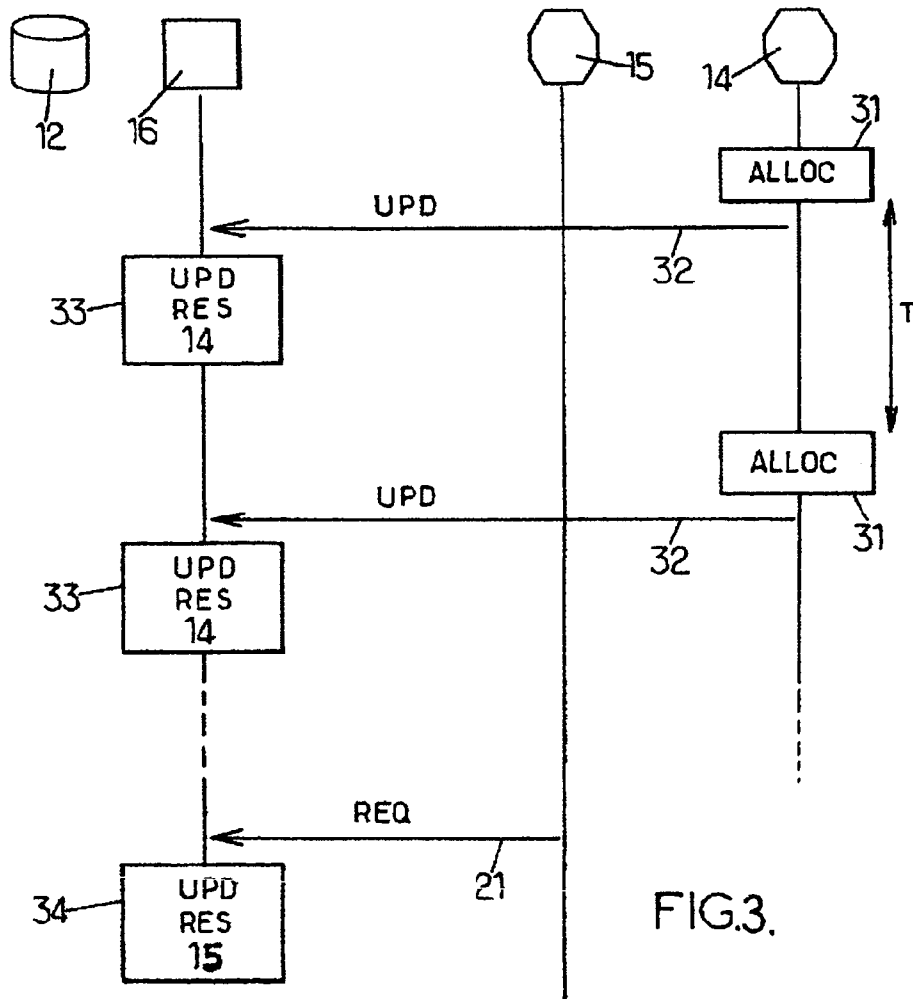 12
16
15
14
31
ALLOC
UPD
32
T
33
UPD
RES
14
ALLOC
31
UPD
32
33
UPD
RES
14
REQ
21
34
UPD
RES
15
FIG.3.